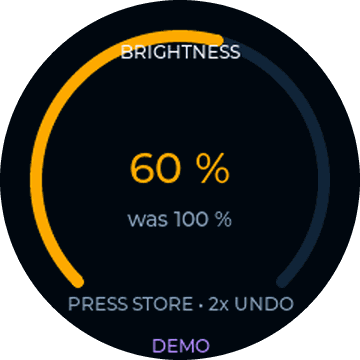 BRIGHTNESS
60 %
was 100 %
PRESS STORE • 2x UNDO
DEMO